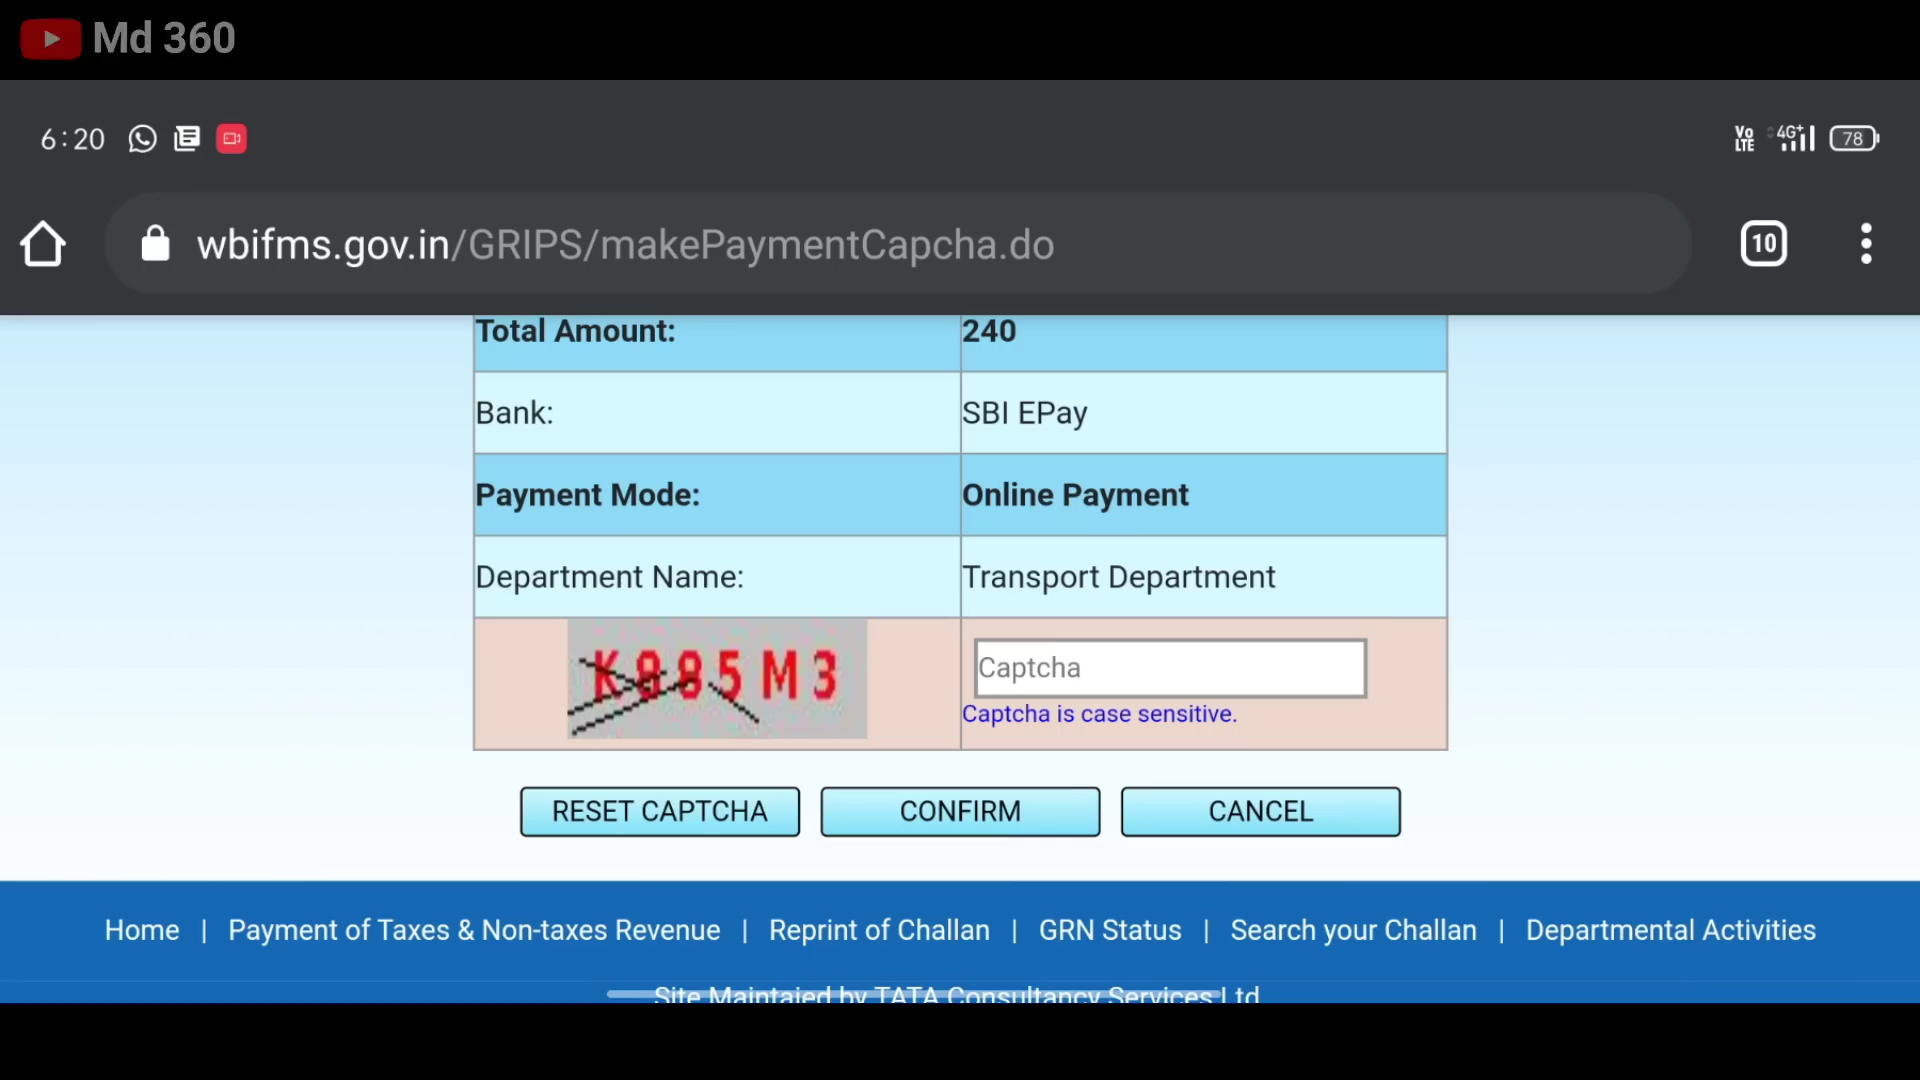 Md 360
6:20
Vo LTE 4G+ 78
wbifms.gov.in/GRIPS/makePaymentCapcha.do
10
Total Amount: 240
Bank: SBI EPay
Payment Mode: Online Payment
Department Name: Transport Department
K885M3
Captcha
Captcha is case sensitive.
RESET CAPTCHA CONFIRM CANCEL
Home | Payment of Taxes & Non-taxes Revenue | Reprint of Challan | GRN Status | Search your Challan | Departmental Activities
Site Maintaied by TATA Consultancy Services Ltd